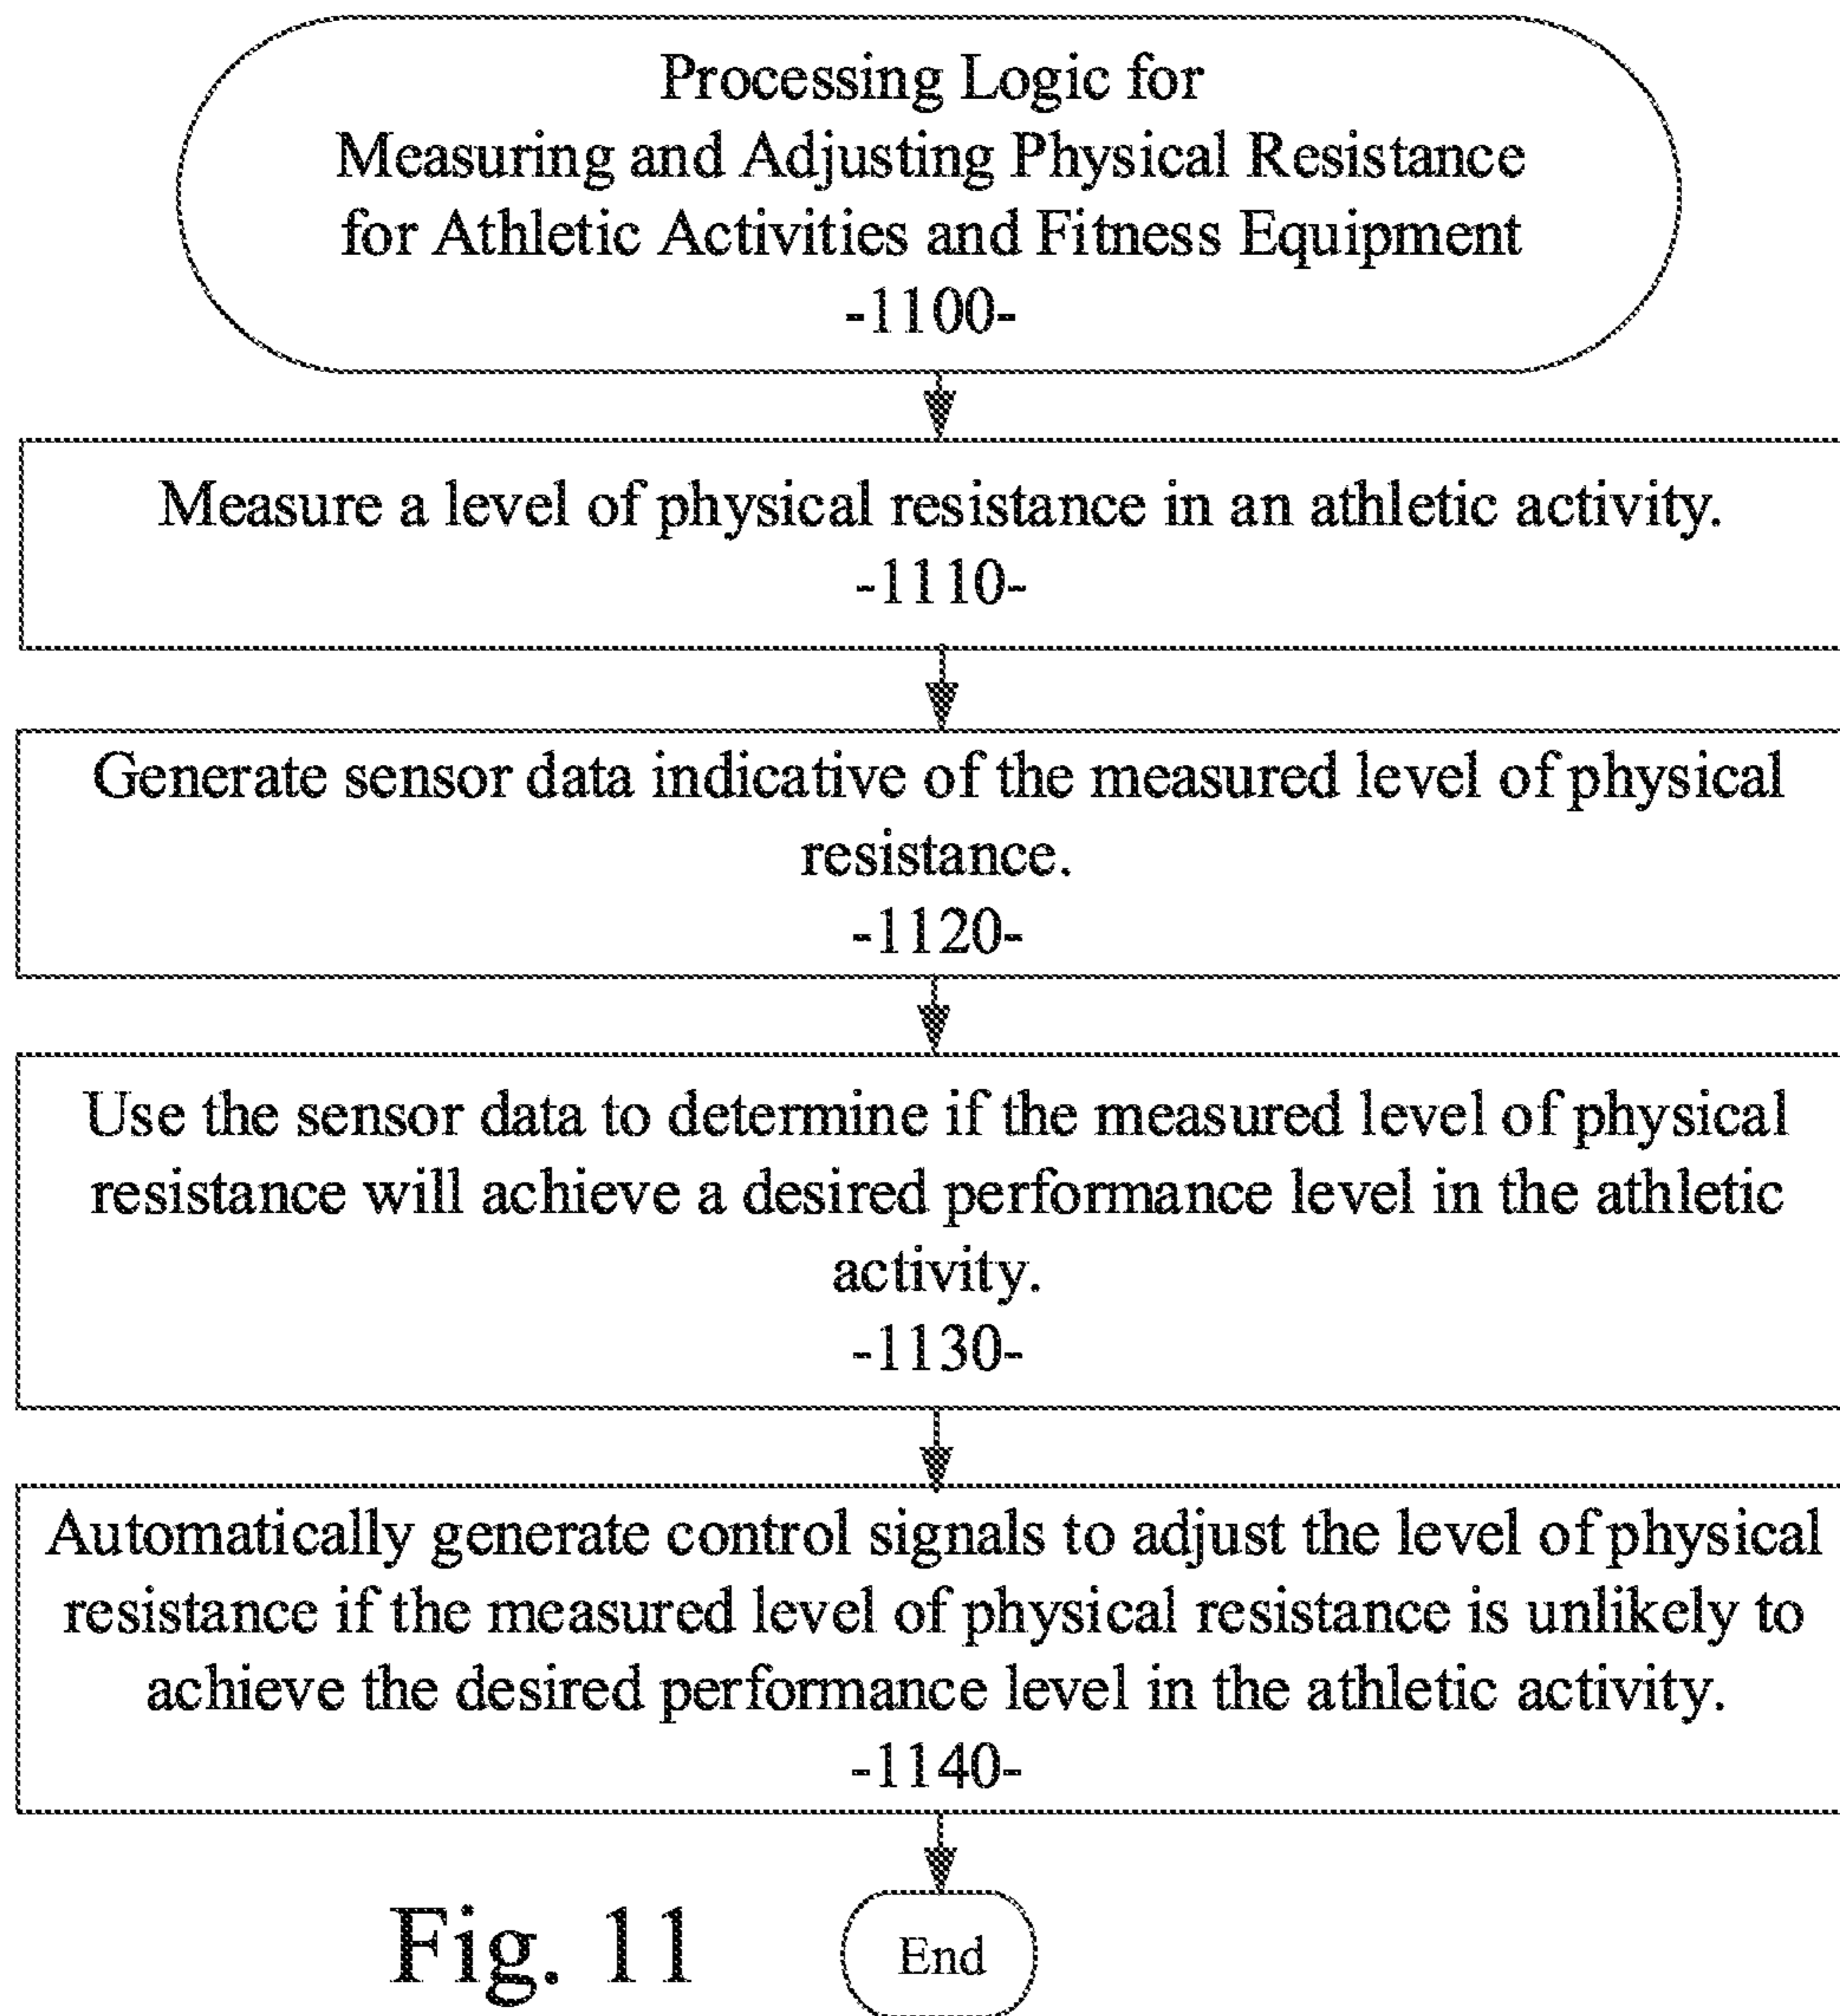 Processing Logic for
Measuring and Adjusting Physical Resistance
for Athletic Activities and Fitness Equipment
-1100-
Measure a level of physical resistance in an athletic activity.
-1110-
Generate sensor data indicative of the measured level of physical
resistance.
-1120-
Use the sensor data to determine if the measured level of physical
resistance will achieve a desired performance level in the athletic
activity.
-1130-
Automatically generate control signals to adjust the level of physical
resistance if the measured level of physical resistance is unlikely to
achieve the desired performance level in the athletic activity.
-1140-
Fig. 11
End